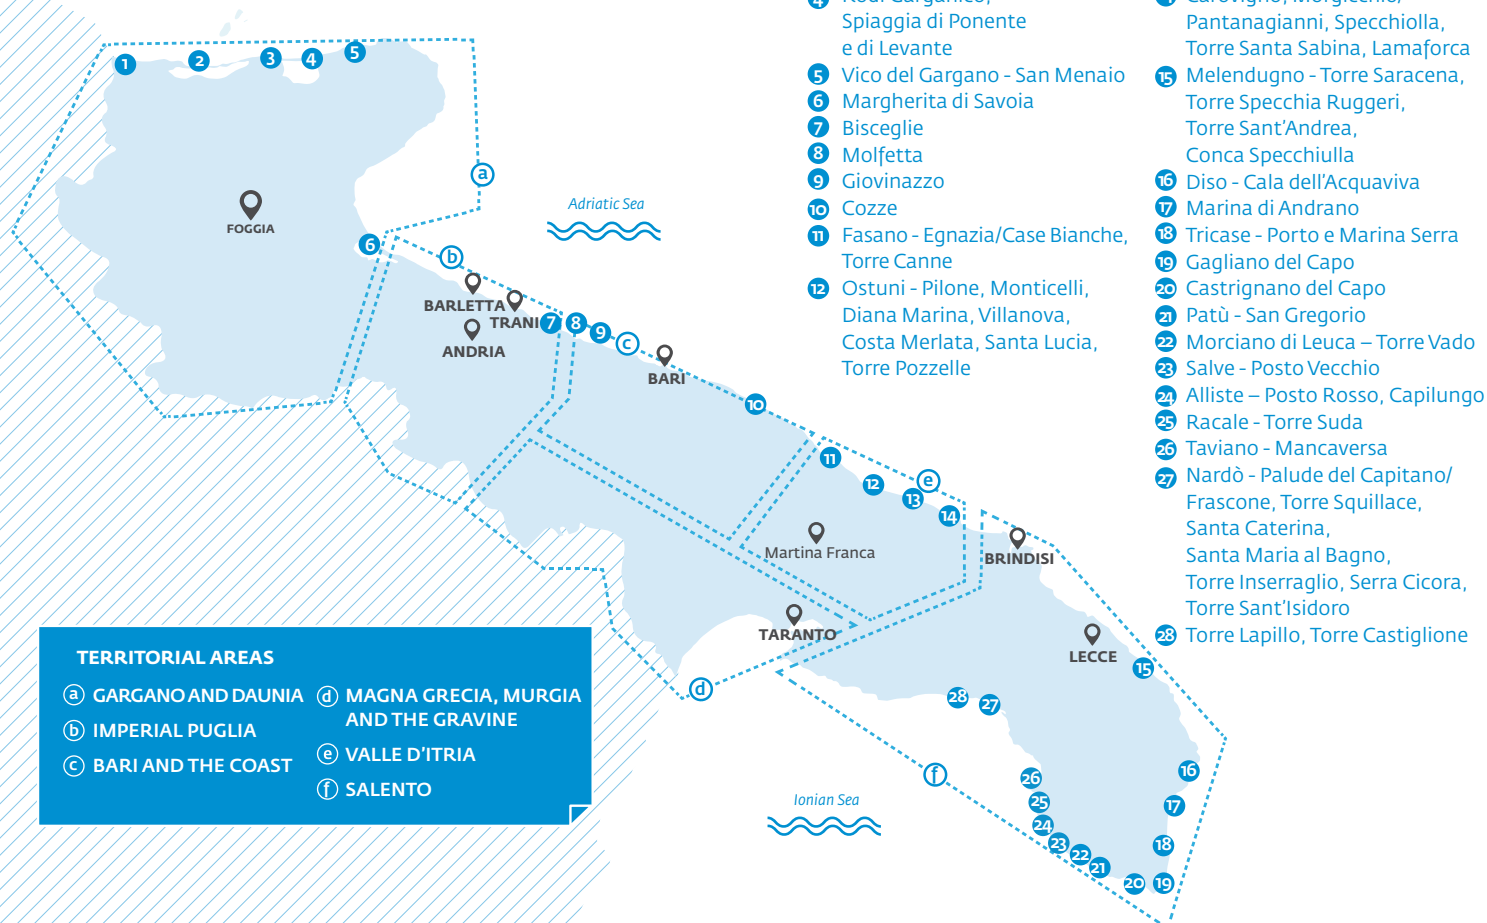 1
2
3
4
5
a
FOGGIA
Adriatic Sea
6
b
BARLETTA
TRANI
ANDRIA
7
8
9
c
BARI
10
11
12
13
e
14
Martina Franca
BRINDISI
TARANTO
LECCE
15
d
28
27
f
Ionian Sea
26
25
24
23
22
21
20
19
18
17
16
TERRITORIAL AREAS
a GARGANO AND DAUNIA
b IMPERIAL PUGLIA
c BARI AND THE COAST
d MAGNA GRECIA, MURGIA
AND THE GRAVINE
e VALLE D'ITRIA
f SALENTO
4 Rodi Garganico,
Spiaggia di Ponente
e di Levante
5 Vico del Gargano - San Menaio
6 Margherita di Savoia
7 Bisceglie
8 Molfetta
9 Giovinazzo
10 Cozze
11 Fasano - Egnazia/Case Bianche,
Torre Canne
12 Ostuni - Pilone, Monticelli,
Diana Marina, Villanova,
Costa Merlata, Santa Lucia,
Torre Pozzelle
Pantanagianni, Specchiolla,
Torre Santa Sabina, Lamaforca
15 Melendugno - Torre Saracena,
Torre Specchia Ruggeri,
Torre Sant'Andrea,
Conca Specchiulla
16 Diso - Cala dell'Acquaviva
17 Marina di Andrano
18 Tricase - Porto e Marina Serra
19 Gagliano del Capo
20 Castrignano del Capo
21 Patù - San Gregorio
22 Morciano di Leuca – Torre Vado
23 Salve - Posto Vecchio
24 Alliste – Posto Rosso, Capilungo
25 Racale - Torre Suda
26 Taviano - Mancaversa
27 Nardò - Palude del Capitano/
Frascone, Torre Squillace,
Santa Caterina,
Santa Maria al Bagno,
Torre Inserraglio, Serra Cicora,
Torre Sant'Isidoro
28 Torre Lapillo, Torre Castiglione